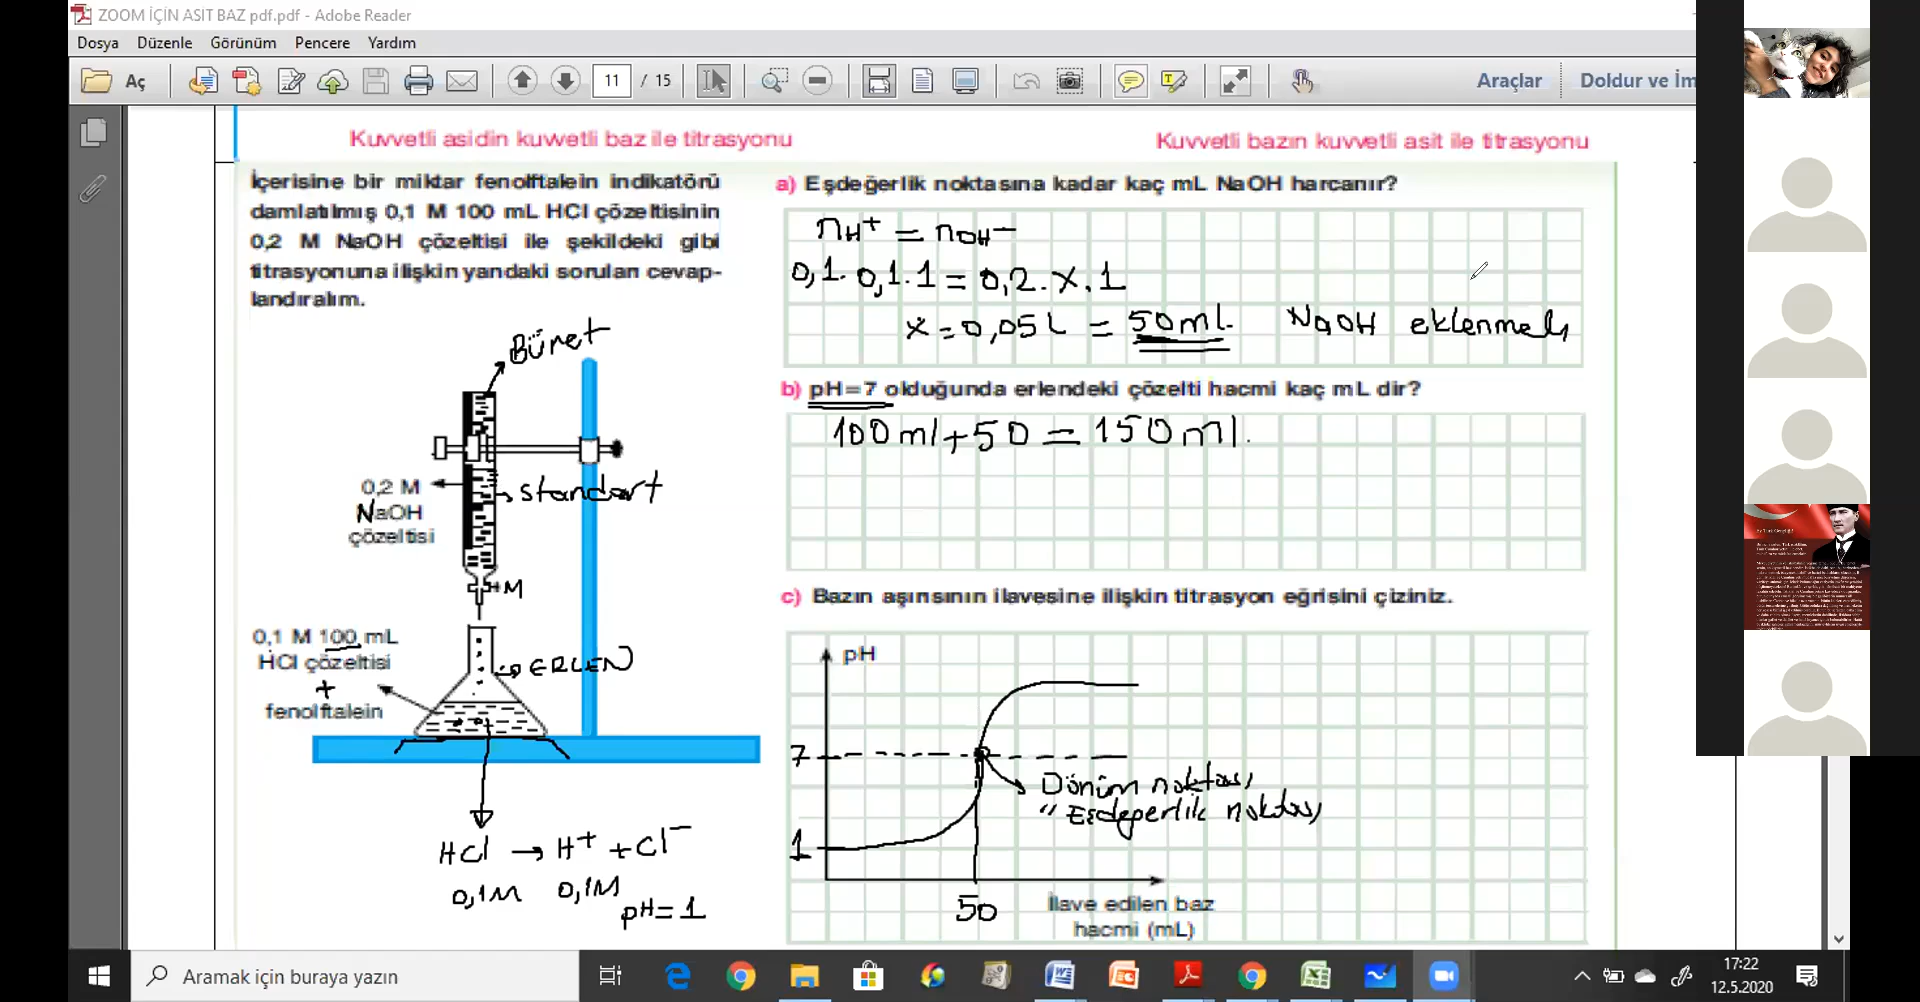 ZOOM İÇİN ASİT BAZ pdf.pdf - Adobe Reader
Dosya Düzenle Görünüm Pencere Yardım
Aç 11 / 15 Araçlar Doldur ve İm
Kuvvetli asidin kuvvetli baz ile titrasyonu
Kuvvetli bazın kuvvetli asit ile titrasyonu
İçerisine bir miktar fenolftalein indikatörü
damlatılmış 0,1 M 100 mL HCl çözeltisinin
0,2 M NaOH çözeltisi ile şekildeki gibi
titrasyonuna ilişkin yandaki soruları cevap-
landıralım.
Büret
0,2 M
NaOH
çözeltisi
standart
M
0,1 M 100 mL
HCl çözeltisi
+
fenolftalein
ERLEN
HCl → H+ + Cl−
0,1M 0,1M
pH=1
a) Eşdeğerlik noktasına kadar kaç mL NaOH harcanır?
nH+ = nOH−
0,1. 0,1.1 = 0,2. x. 1
x = 0,05 L = 50 ml. NaOH eklenmeli
b) pH=7 olduğunda erlendeki çözelti hacmi kaç mL dir?
100 ml + 50 = 150 ml.
c) Bazın aşırısının ilavesine ilişkin titrasyon eğrisini çiziniz.
pH
7
Dönüm noktası
" Eşdeğerlik noktası
1
50
İlave edilen baz
hacmi (mL)
Aramak için buraya yazın
17:22
12.5.2020